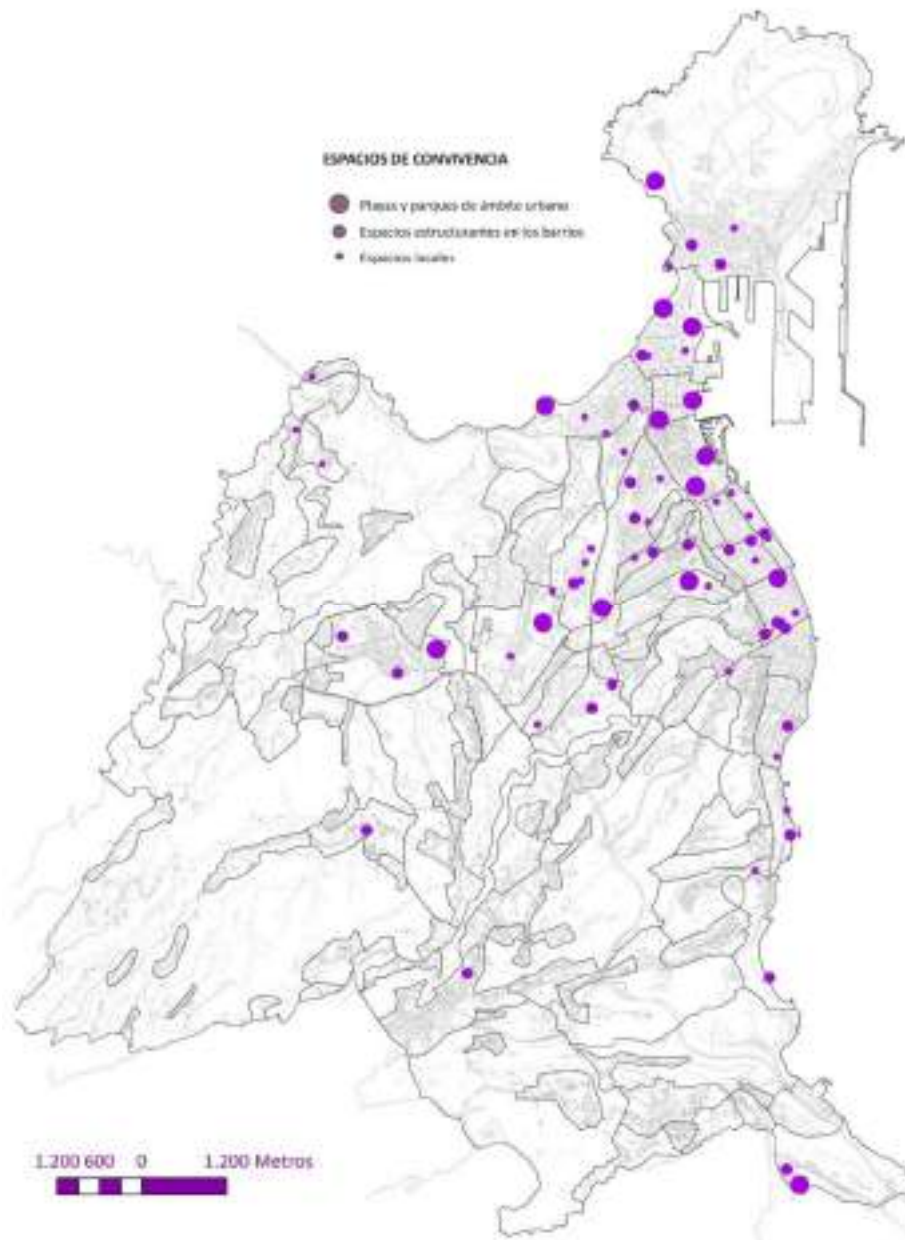 ESPACIOS DE CONVIVENCIA
Playas y parques de ámbito urbano
Espacios estructurantes en los barrios
Espacios locales
1.200 600 0 1.200 Metros